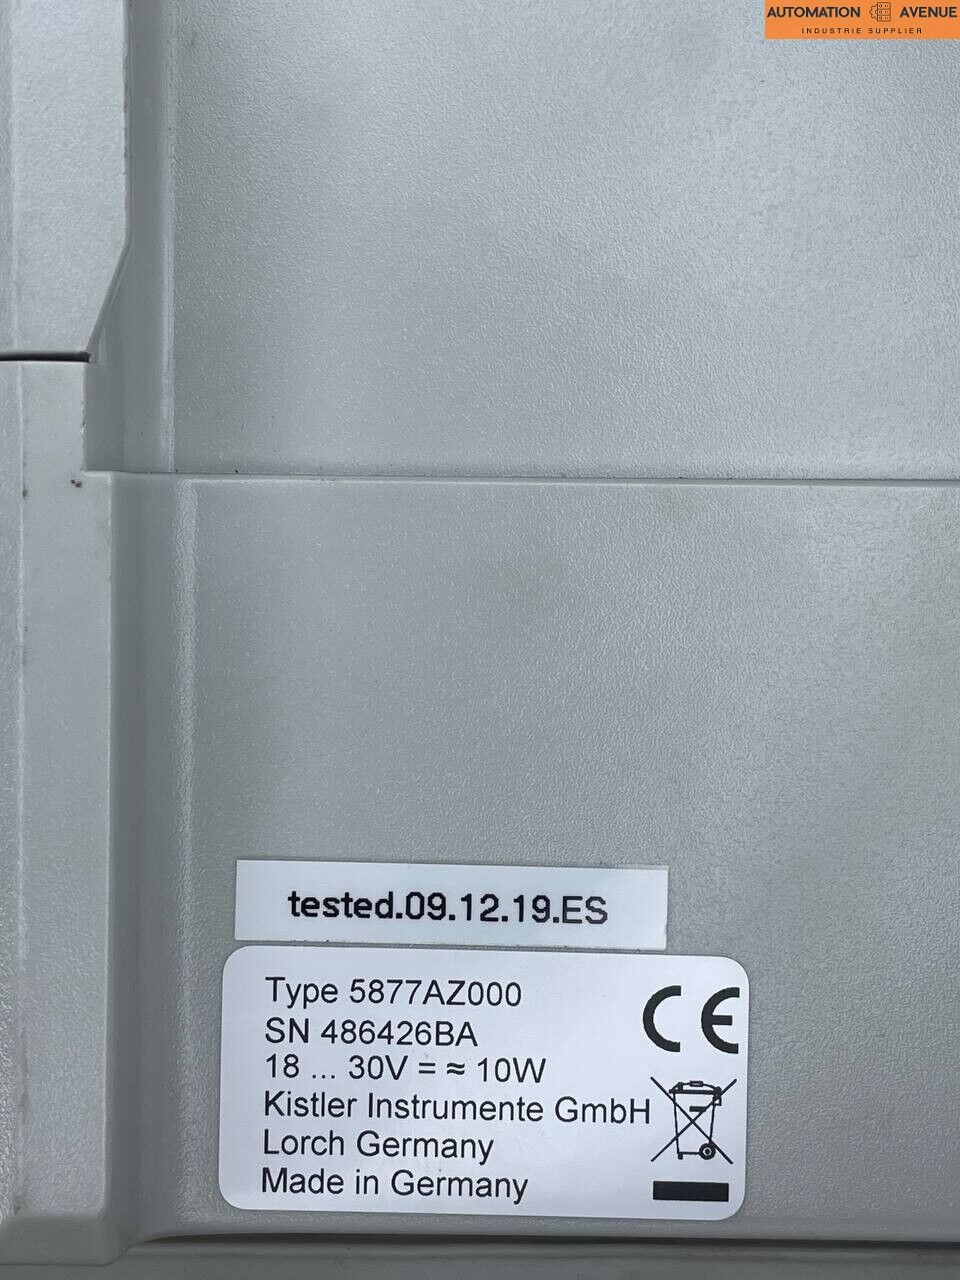 AUTOMATION AVENUE
INDUSTRIE SUPPLIER
tested.09.12.19.ES
Type 5877AZ000
SN 486426BA
18 ... 30V = ≈ 10W
Kistler Instrumente GmbH
Lorch Germany
Made in Germany
CE